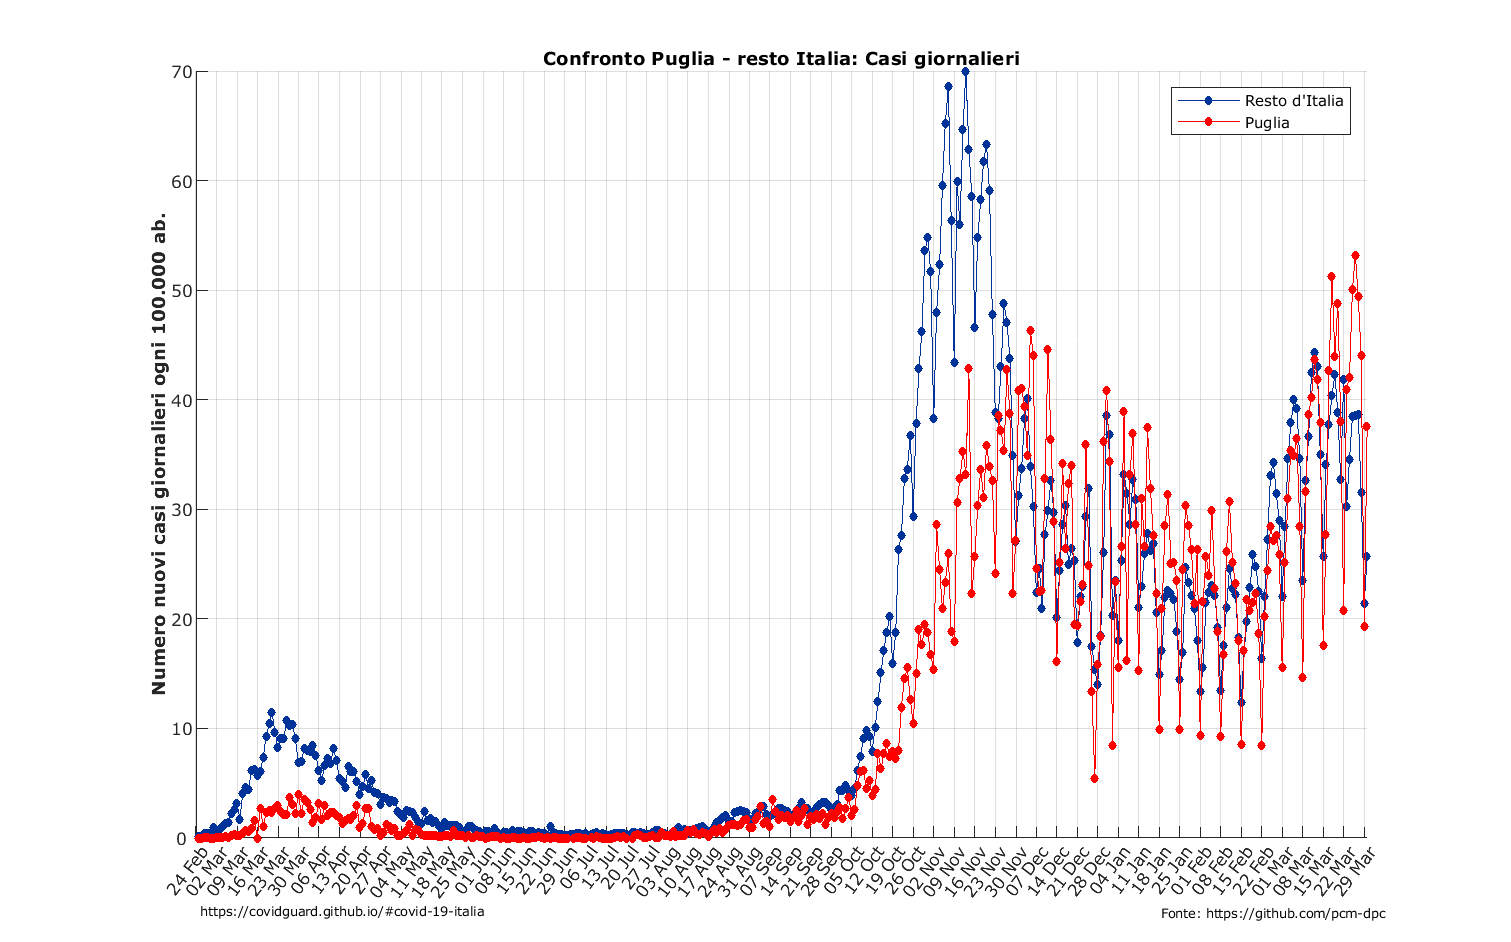 Confronto Puglia - resto Italia: Casi giornalieri
Resto d'Italia
Puglia
Numero nuovi casi giornalieri ogni 100.000 ab.
70
60
50
40
30
20
10
0
24 Feb
02 Mar
09 Mar
16 Mar
23 Mar
30 Mar
06 Apr
13 Apr
20 Apr
27 Apr
04 May
11 May
18 May
25 May
01 Jun
08 Jun
15 Jun
22 Jun
29 Jun
06 Jul
13 Jul
20 Jul
27 Jul
03 Aug
10 Aug
17 Aug
24 Aug
31 Aug
07 Sep
14 Sep
21 Sep
28 Sep
05 Oct
12 Oct
19 Oct
26 Oct
02 Nov
09 Nov
16 Nov
23 Nov
30 Nov
07 Dec
14 Dec
21 Dec
28 Dec
04 Jan
11 Jan
18 Jan
25 Jan
01 Feb
08 Feb
15 Feb
22 Feb
01 Mar
08 Mar
15 Mar
22 Mar
29 Mar
https://covidguard.github.io/#covid-19-italia
Fonte: https://github.com/pcm-dpc